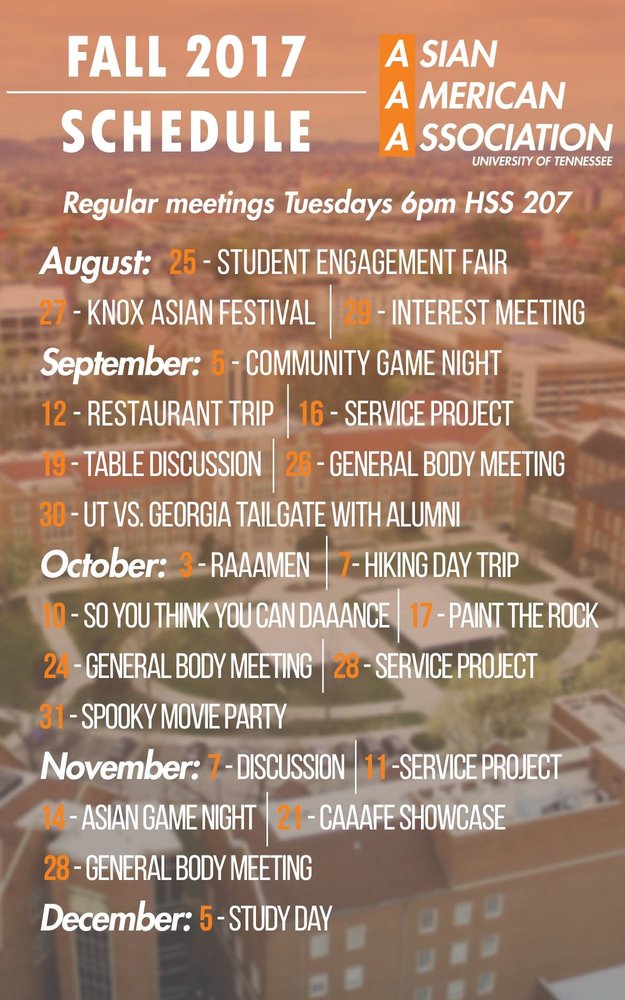 FALL 2017
SCHEDULE
ASIAN
AMERICAN
ASSOCIATION
UNIVERSITY OF TENNESSEE
Regular meetings Tuesdays 6pm HSS 207
August: 25 - STUDENT ENGAGEMENT FAIR
27 - KNOX ASIAN FESTIVAL | 29 - INTEREST MEETING
September: 5 - COMMUNITY GAME NIGHT
12 - RESTAURANT TRIP | 16 - SERVICE PROJECT
19 - TABLE DISCUSSION | 26 - GENERAL BODY MEETING
30 - UT VS. GEORGIA TAILGATE WITH ALUMNI
October: 3 - RAAAMEN | 7- HIKING DAY TRIP
10 - SO YOU THINK YOU CAN DAAANCE | 17 - PAINT THE ROCK
24 - GENERAL BODY MEETING | 28 - SERVICE PROJECT
31 - SPOOKY MOVIE PARTY
November: 7 - DISCUSSION | 11 -SERVICE PROJECT
14 - ASIAN GAME NIGHT | 21 - CAAAFE SHOWCASE
28 - GENERAL BODY MEETING
December: 5 - STUDY DAY